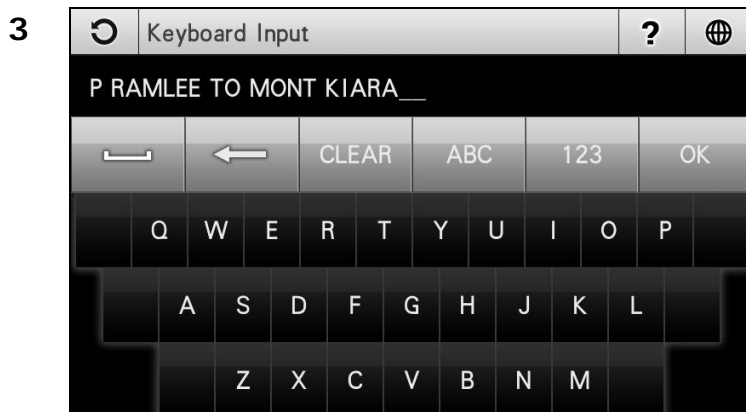 3
Keyboard Input ?
P RAMLEE TO MONT KIARA__
CLEAR ABC 123 OK
Q W E R T Y U I O P
A S D F G H J K L
Z X C V B N M